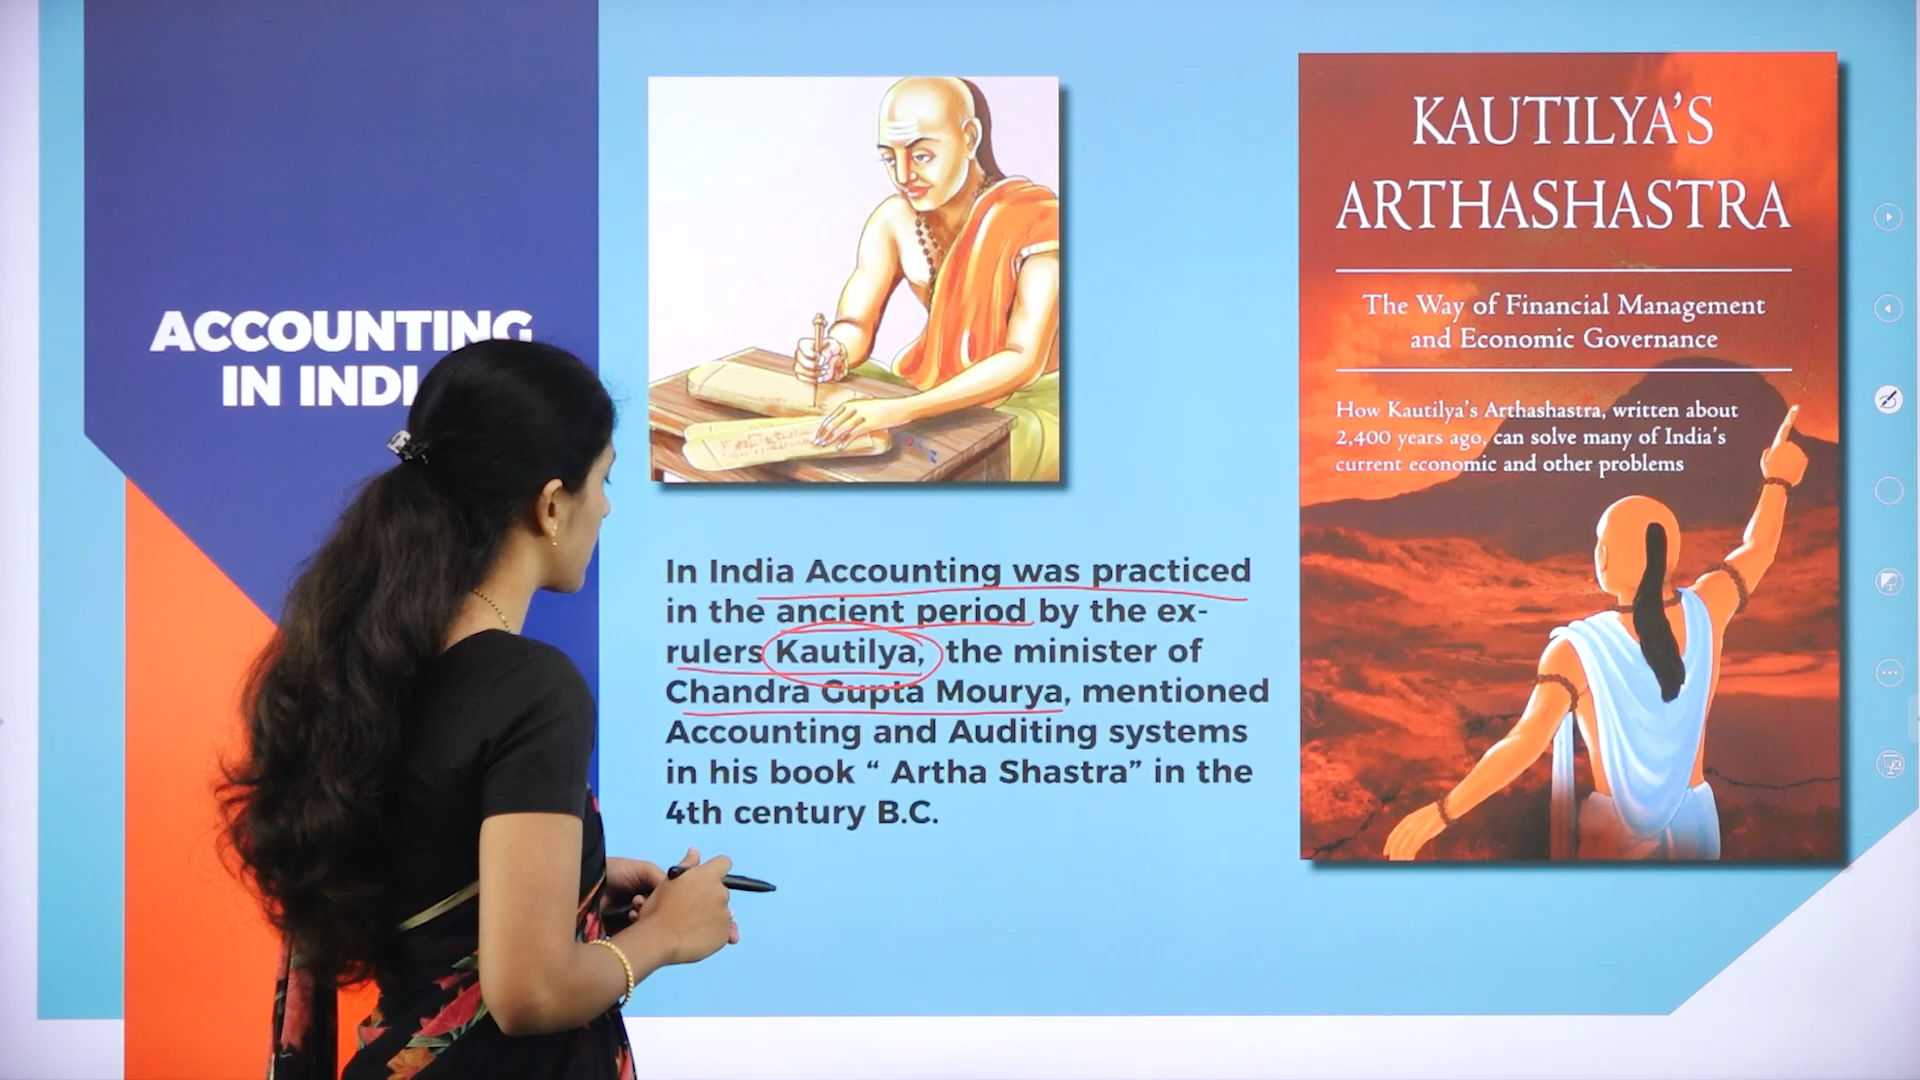 ACCOUNTING
IN INDI
In India Accounting was practiced
in the ancient period by the ex-
rulers Kautilya, the minister of
Chandra Gupta Mourya, mentioned
Accounting and Auditing systems
in his book “ Artha Shastra” in the
4th century B.C.
KAUTILYA’S
ARTHASHASTRA
The Way of Financial Management
and Economic Governance
How Kautilya’s Arthashastra, written about
2,400 years ago, can solve many of India’s
current economic and other problems